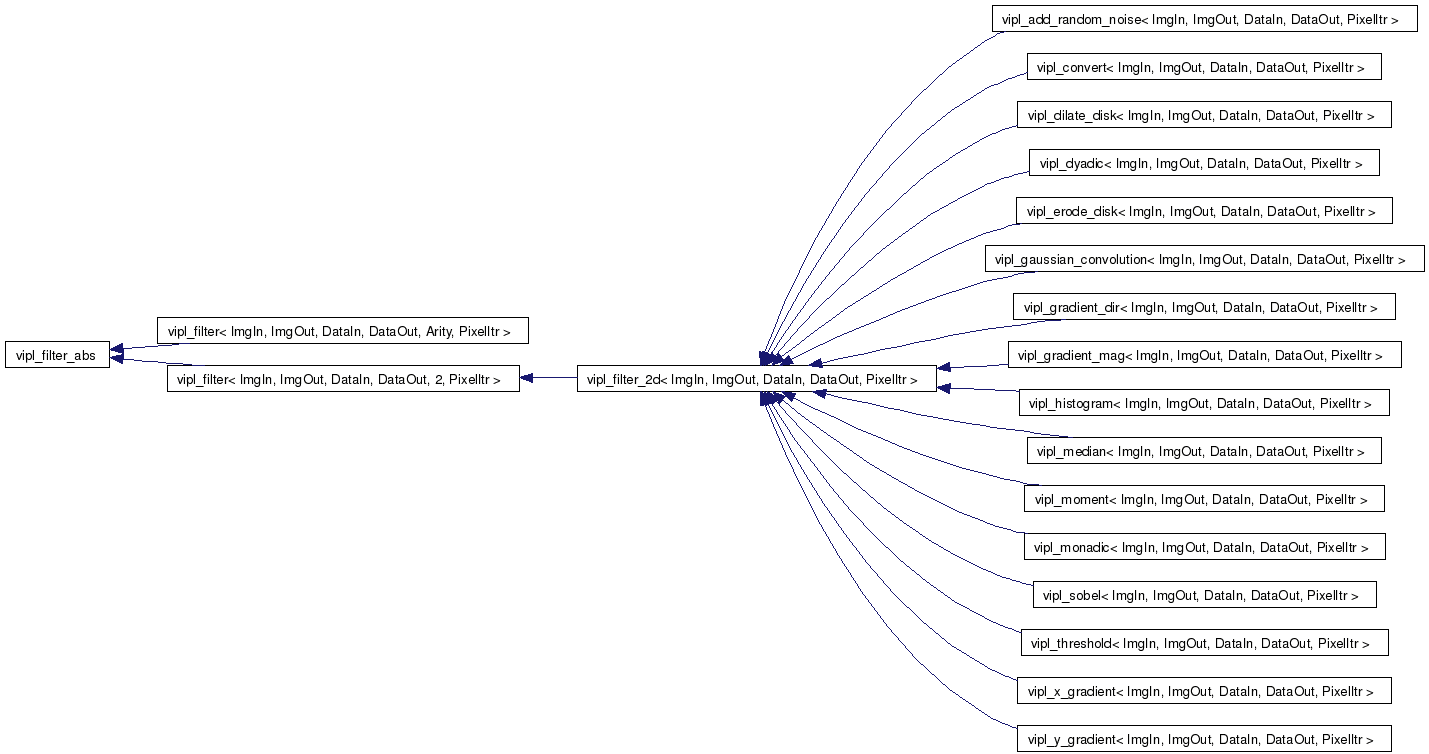 vipl_add_random_noise< ImgIn, ImgOut, DataIn, DataOut, PixelItr >
vipl_convert< ImgIn, ImgOut, DataIn, DataOut, PixelItr >
vipl_dilate_disk< ImgIn, ImgOut, DataIn, DataOut, PixelItr >
vipl_dyadic< ImgIn, ImgOut, DataIn, DataOut, PixelItr >
vipl_erode_disk< ImgIn, ImgOut, DataIn, DataOut, PixelItr >
vipl_gaussian_convolution< ImgIn, ImgOut, DataIn, DataOut, PixelItr >
vipl_gradient_dir< ImgIn, ImgOut, DataIn, DataOut, PixelItr >
vipl_filter< ImgIn, ImgOut, DataIn, DataOut, Arity, PixelItr >
vipl_filter_abs
vipl_gradient_mag< ImgIn, ImgOut, DataIn, DataOut, PixelItr >
vipl_filter< ImgIn, ImgOut, DataIn, DataOut, 2, PixelItr >
vipl_filter_2d< ImgIn, ImgOut, DataIn, DataOut, PixelItr >
vipl_histogram< ImgIn, ImgOut, DataIn, DataOut, PixelItr >
vipl_median< ImgIn, ImgOut, DataIn, DataOut, PixelItr >
vipl_moment< ImgIn, ImgOut, DataIn, DataOut, PixelItr >
vipl_monadic< ImgIn, ImgOut, DataIn, DataOut, PixelItr >
vipl_sobel< ImgIn, ImgOut, DataIn, DataOut, PixelItr >
vipl_threshold< ImgIn, ImgOut, DataIn, DataOut, PixelItr >
vipl_x_gradient< ImgIn, ImgOut, DataIn, DataOut, PixelItr >
vipl_y_gradient< ImgIn, ImgOut, DataIn, DataOut, PixelItr >